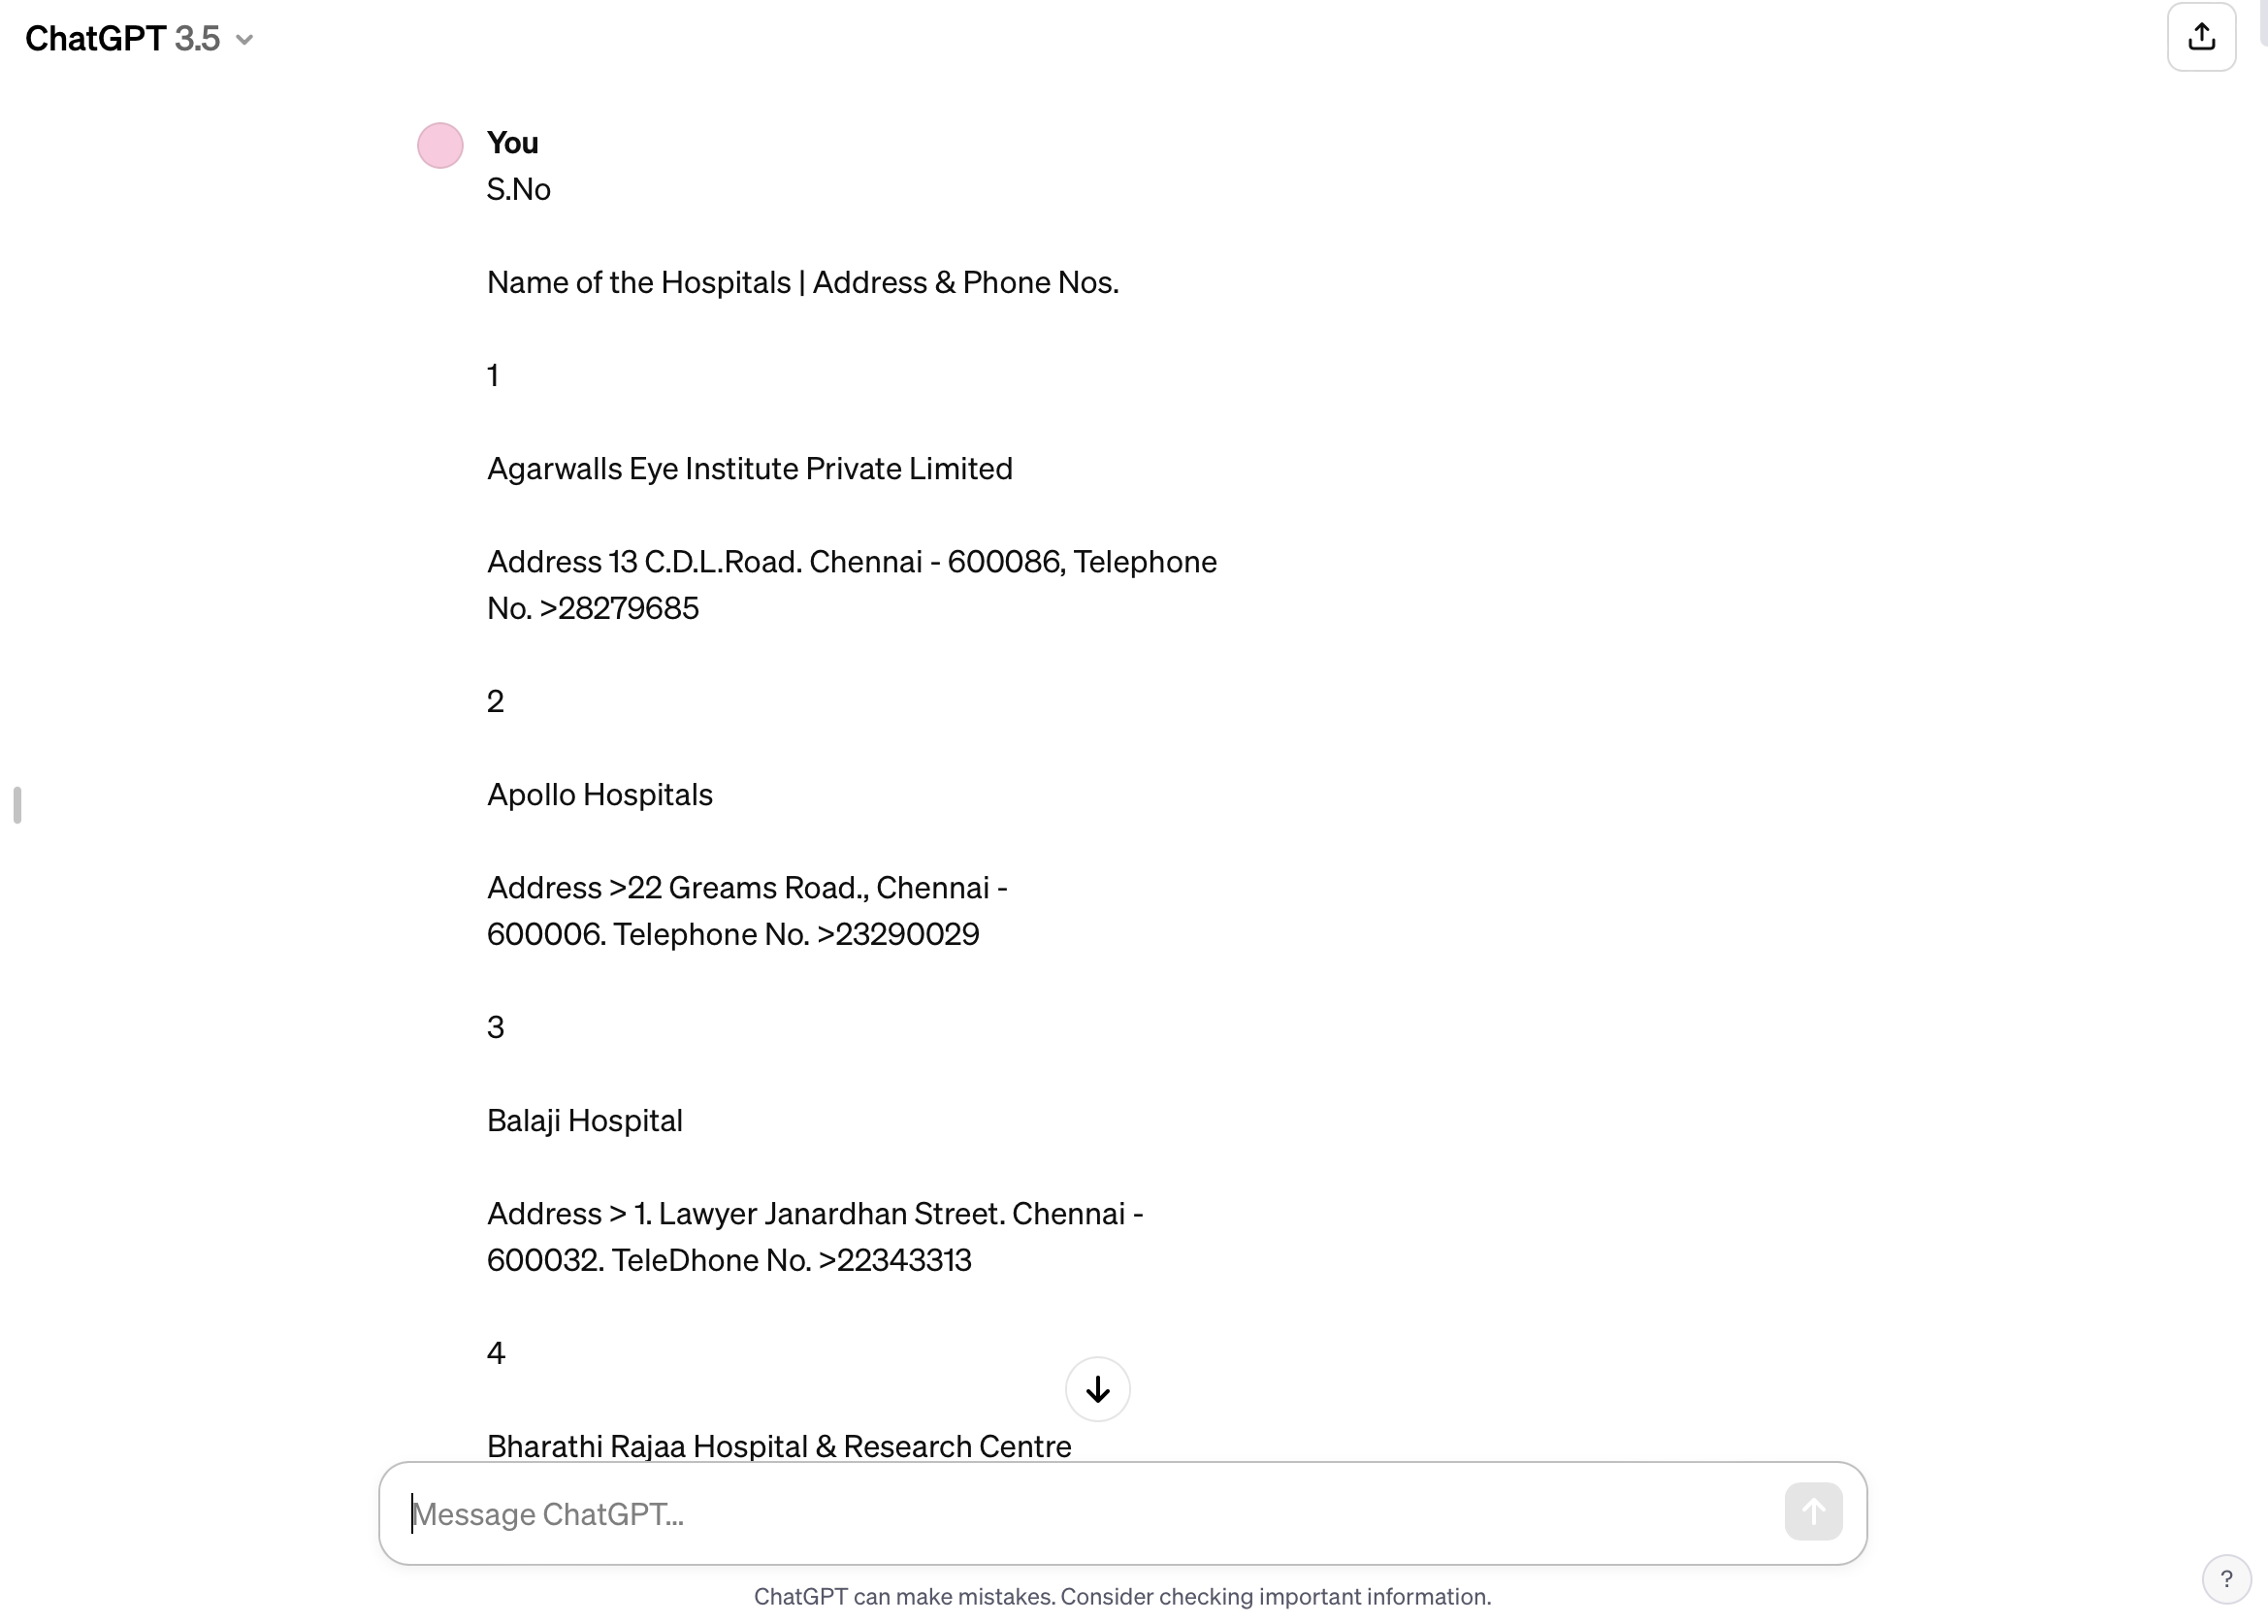 ChatGPT 3.5
You
S.No
Name of the Hospitals | Address & Phone Nos.
1
Agarwalls Eye Institute Private Limited
Address 13 C.D.L.Road. Chennai - 600086, Telephone
No. >28279685
2
Apollo Hospitals
Address >22 Greams Road., Chennai -
600006. Telephone No. >23290029
3
Balaji Hospital
Address > 1. Lawyer Janardhan Street. Chennai -
600032. TeleDhone No. >22343313
4
Bharathi Rajaa Hospital & Research Centre
Message ChatGPT...
ChatGPT can make mistakes. Consider checking important information.
?